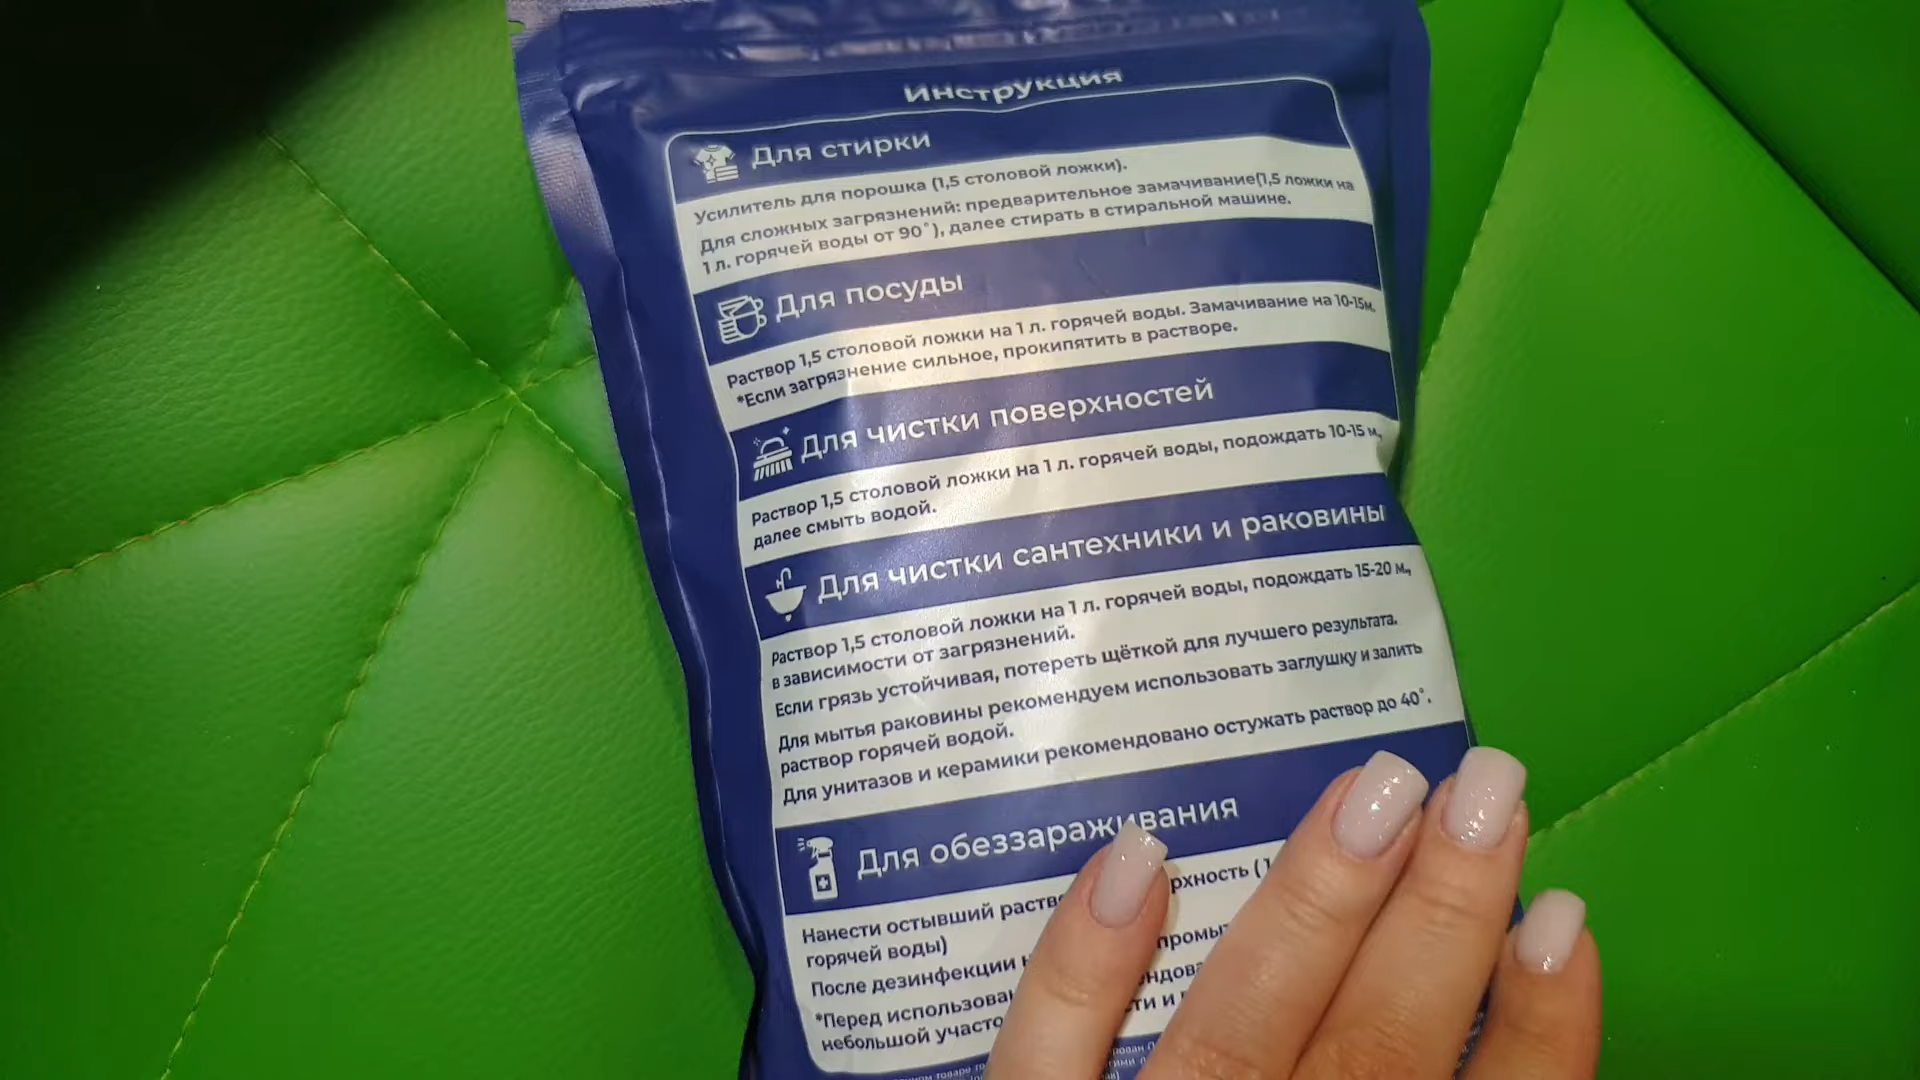 Инструкция
Для стирки
Усилитель для порошка (1,5 столовой ложки).
Для сложных загрязнений: предварительное замачивание(1,5 ложки на
1 л. горячей воды от 90°), далее стирать в стиральной машине.
Для посуды
Раствор 1,5 столовой ложки на 1 л. горячей воды. Замачивание на 10-15м.
*Если загрязнение сильное, прокипятить в растворе.
Для чистки поверхностей
Раствор 1,5 столовой ложки на 1 л. горячей воды, подождать 10-15 м,
далее смыть водой.
Для чистки сантехники и раковины
Раствор 1,5 столовой ложки на 1 л. горячей воды, подождать 15-20 м,
в зависимости от загрязнений.
Если грязь устойчивая, потереть щёткой для лучшего результата.
Для мытья раковины рекомендуем использовать заглушку и залить
раствор горячей водой.
Для унитазов и керамики рекомендовано остужать раствор до 40°.
Для обеззараживания
Нанести остывший
горячей воды)
После дезинфекции
*Перед
небольшой